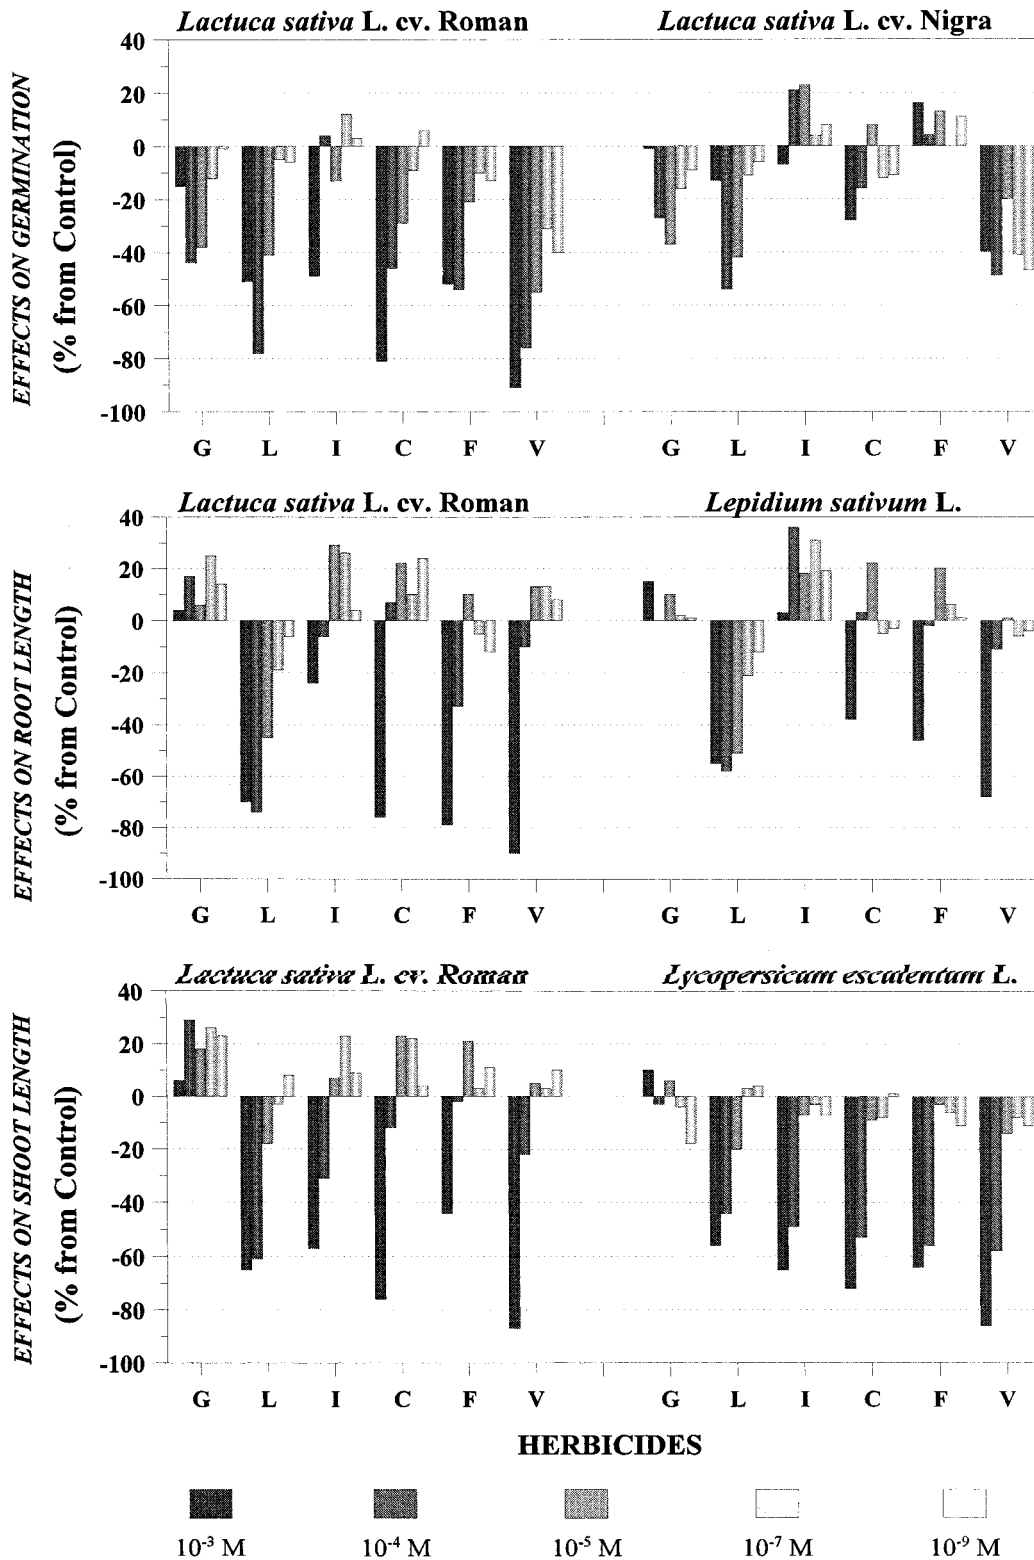 Lactuca sativa L. cv. Roman Lactuca sativa L. cv. Nigra
EFFECTS ON GERMINATION
(% from Control)
40
20
0
-20
-40
-60
-80
-100
G L I C F V G L I C F V
Lactuca sativa L. cv. Roman Lepidium sativum L.
EFFECTS ON ROOT LENGTH
(% from Control)
40
20
0
-20
-40
-60
-80
-100
G L I C F V G L I C F V
Lactuca sativa L. cv. Roman Lycopersicum esculentum L.
EFFECTS ON SHOOT LENGTH
(% from Control)
40
20
0
-20
-40
-60
-80
-100
G L I C F V G L I C F V
HERBICIDES
10⁻³ M 10⁻⁴ M 10⁻⁵ M 10⁻⁷ M 10⁻⁹ M